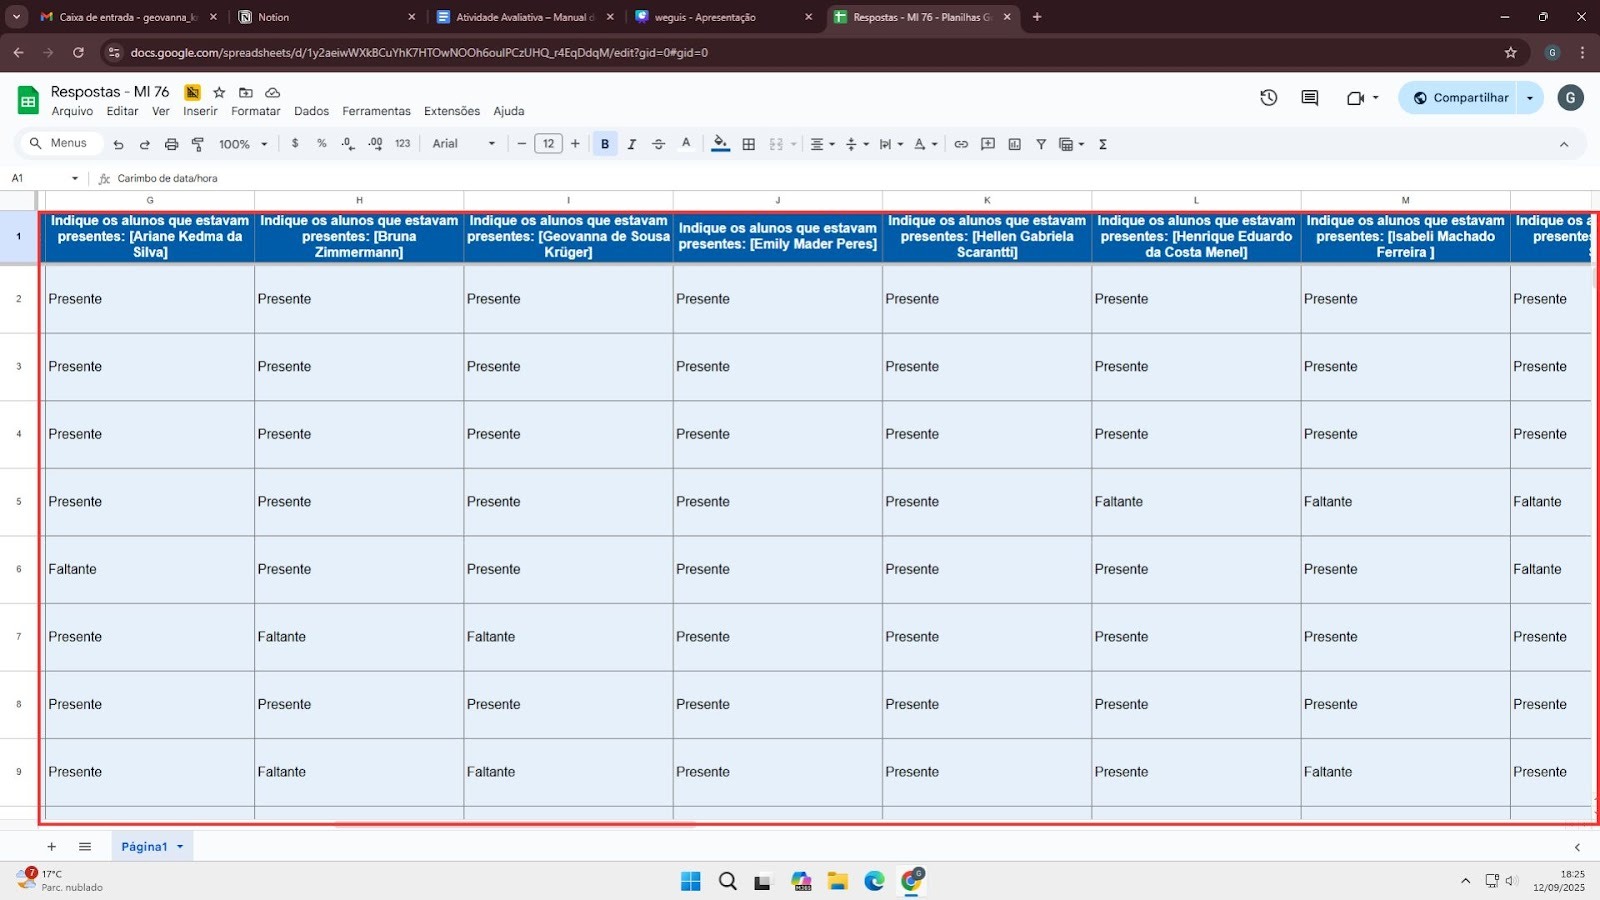 Caixa de entrada - geovanna_k
Notion
Atividade Avaliativa – Manual d
weguis - Apresentação
Respostas - MI 76 - Planilhas G
docs.google.com/spreadsheets/d/1y2aeiwWXkBCuYhK7HTOwNOOh6oulPCzUHQ_r4EqDdqM/edit?gid=0#gid=0
G
Respostas - MI 76
Arquivo Editar Ver Inserir Formatar Dados Ferramentas Extensões Ajuda
Compartilhar
G
Menus 100% $ % .0 .00 123 Arial − 12 + B I S A Σ
A1 fx Carimbo de data/hora
G H I J K L M
1
Indique os alunos que estavam presentes: [Ariane Kedma da Silva]
Indique os alunos que estavam presentes: [Bruna Zimmermann]
Indique os alunos que estavam presentes: [Geovanna de Sousa Krüger]
Indique os alunos que estavam presentes: [Emily Mader Peres]
Indique os alunos que estavam presentes: [Hellen Gabriela Scarantti]
Indique os alunos que estavam presentes: [Henrique Eduardo da Costa Menel]
Indique os alunos que estavam presentes: [Isabeli Machado Ferreira ]
Indique os a
presentes
2 Presente Presente Presente Presente Presente Presente Presente Presente
3 Presente Presente Presente Presente Presente Presente Presente Presente
4 Presente Presente Presente Presente Presente Presente Presente Presente
5 Presente Presente Presente Presente Presente Faltante Faltante Faltante
6 Faltante Presente Presente Presente Presente Presente Presente Faltante
7 Presente Faltante Faltante Presente Presente Presente Presente Presente
8 Presente Presente Presente Presente Presente Presente Presente Presente
9 Presente Faltante Faltante Presente Presente Presente Faltante Presente
Página1
7
17°C
Parc. nublado
G
18:25
12/09/2025